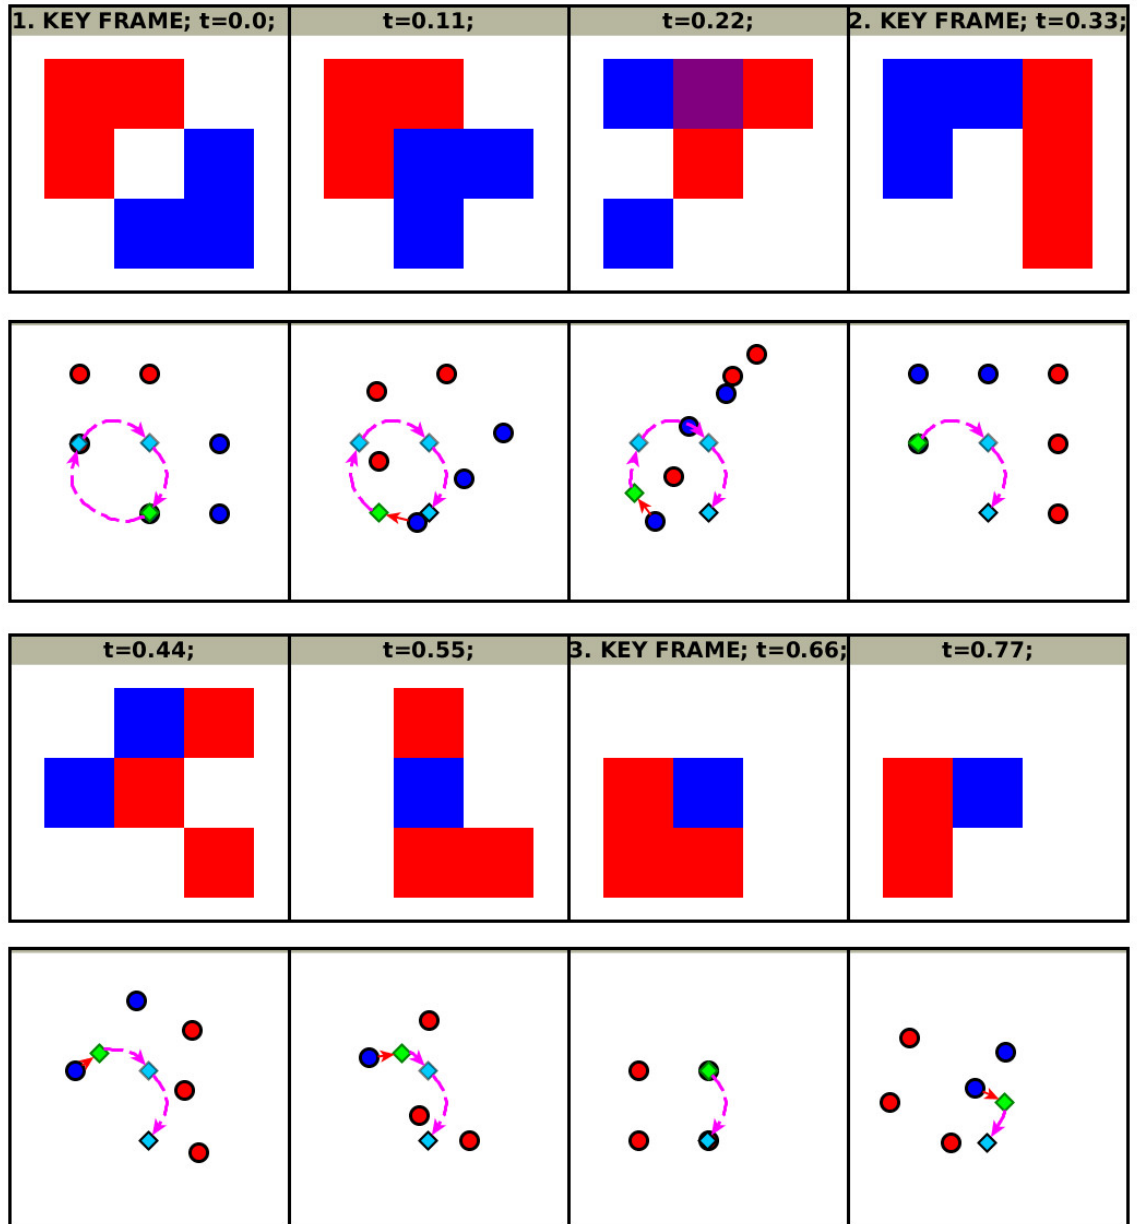 1. KEY FRAME; t=0.0;
t=0.11;
t=0.22;
2. KEY FRAME; t=0.33;
t=0.44;
t=0.55;
3. KEY FRAME; t=0.66;
t=0.77;